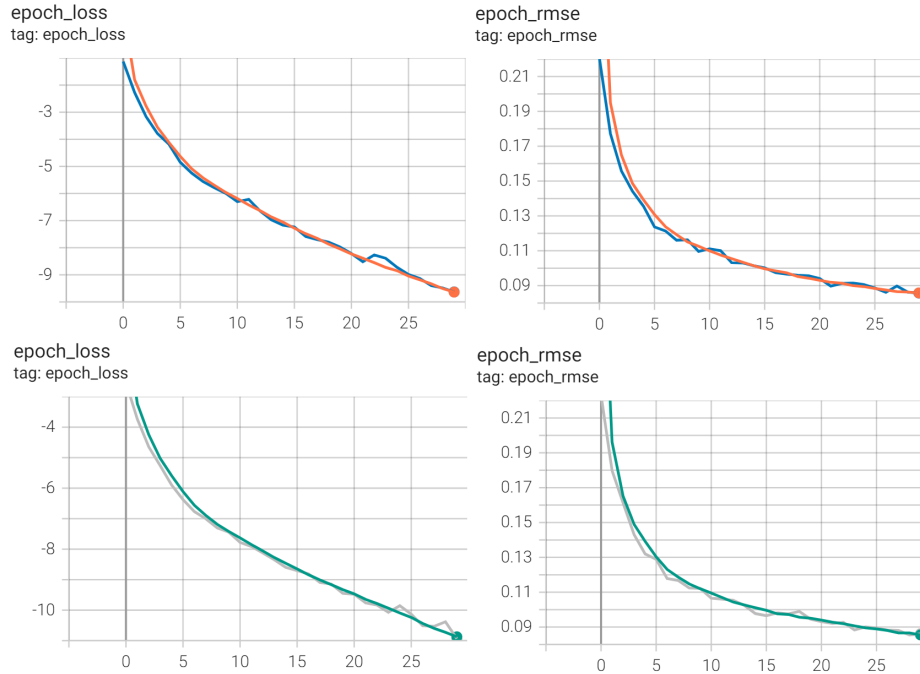 epoch_loss
tag: epoch_loss
-3
-5
-7
-9
0 5 10 15 20 25
epoch_rmse
tag: epoch_rmse
0.21
0.19
0.17
0.15
0.13
0.11
0.09
0 5 10 15 20 25
epoch_loss
tag: epoch_loss
-4
-6
-8
-10
0 5 10 15 20 25
epoch_rmse
tag: epoch_rmse
0.21
0.19
0.17
0.15
0.13
0.11
0.09
0 5 10 15 20 25